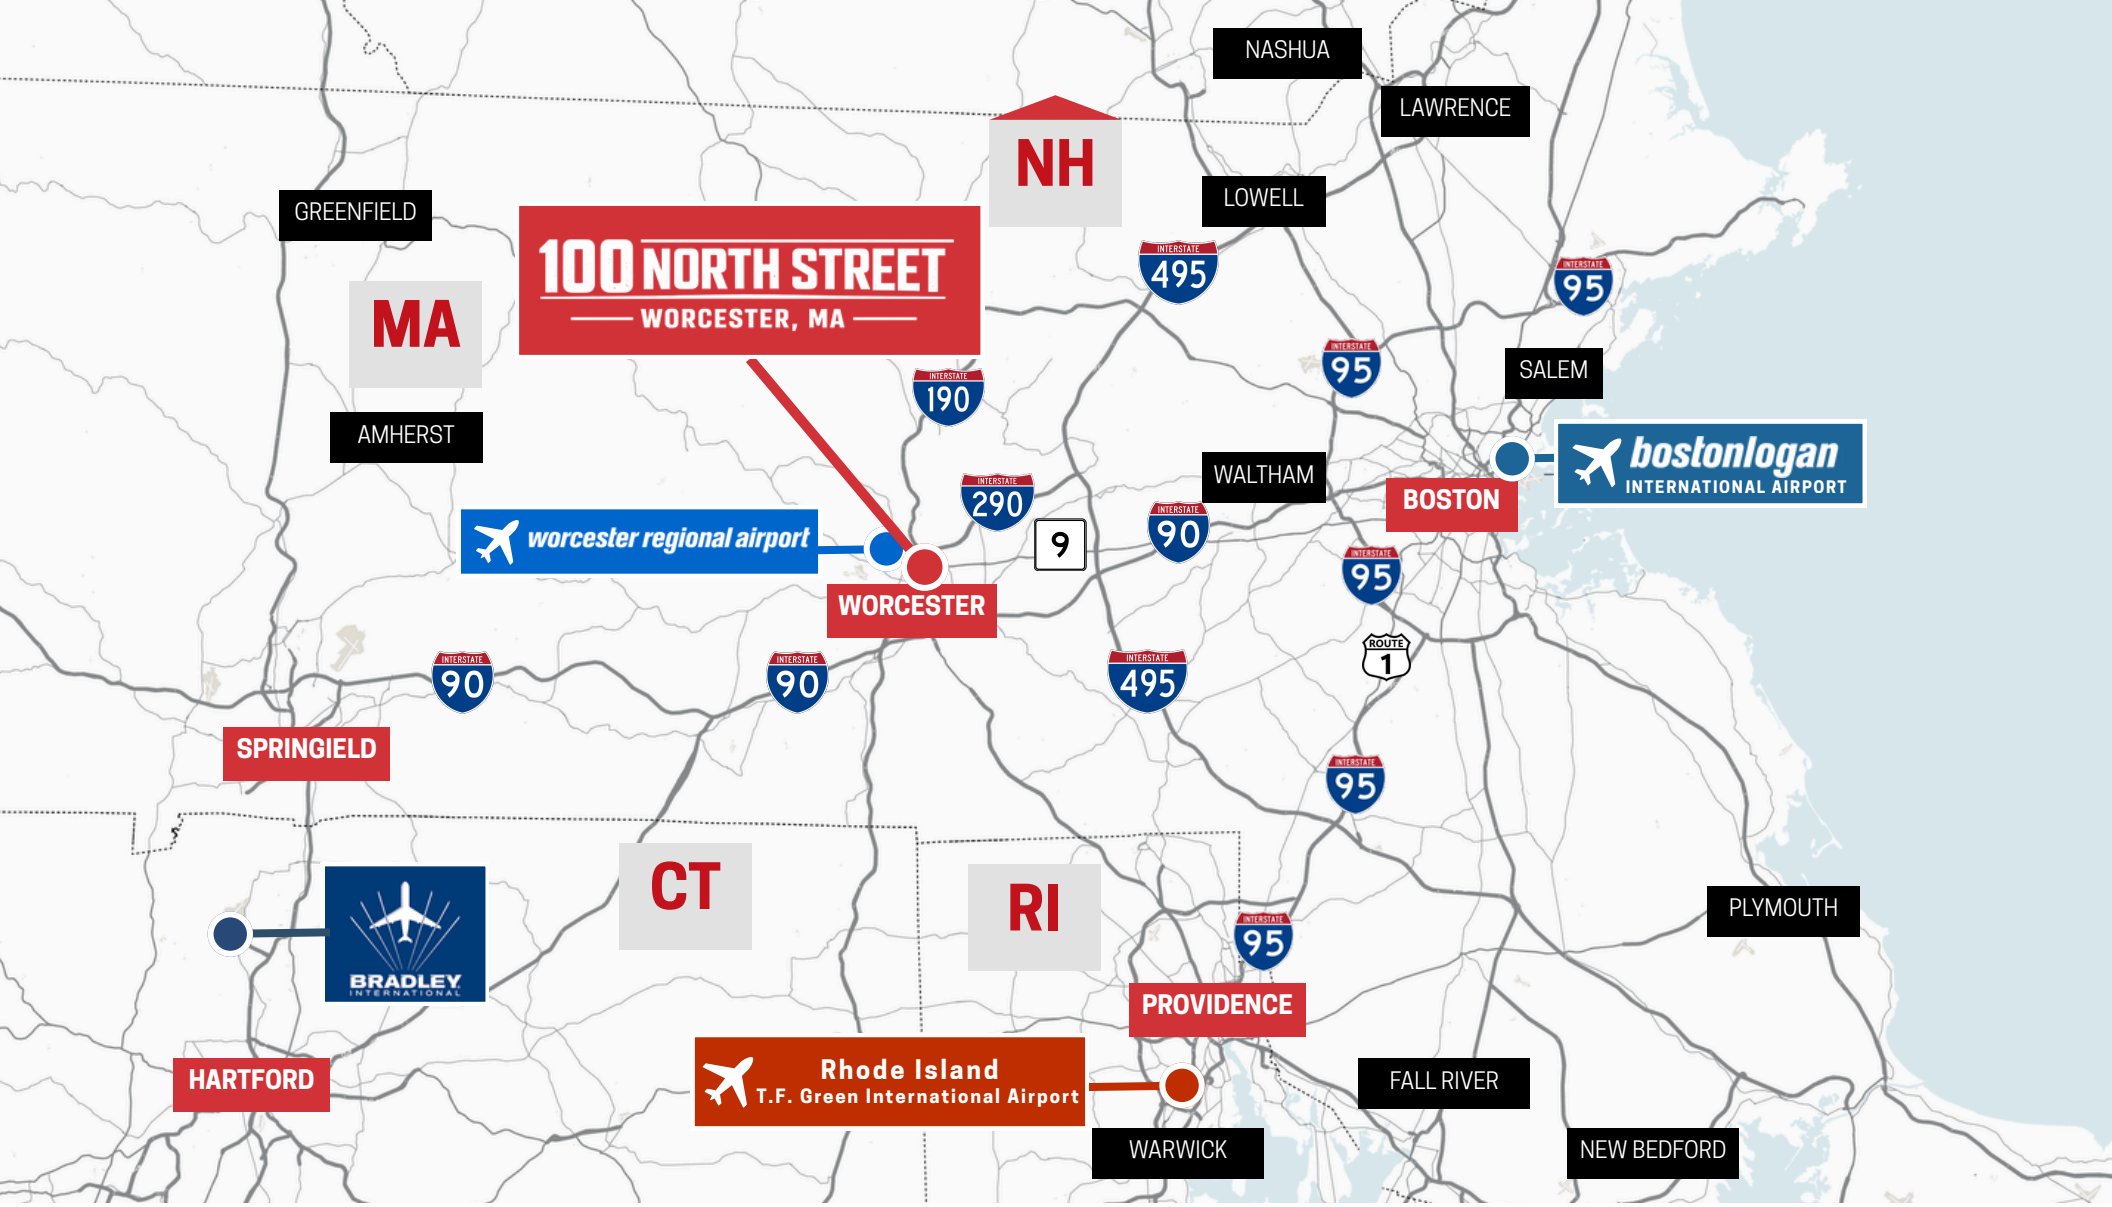 NASHUA
LAWRENCE
NH
LOWELL
GREENFIELD
100 NORTH STREET
WORCESTER, MA
INTERSTATE
495
INTERSTATE
95
MA
INTERSTATE
95
SALEM
INTERSTATE
190
AMHERST
bostonlogan
INTERNATIONAL AIRPORT
WALTHAM
BOSTON
INTERSTATE
290
INTERSTATE
90
worcester regional airport
9
INTERSTATE
95
WORCESTER
ROUTE
1
INTERSTATE
90
INTERSTATE
90
INTERSTATE
495
SPRINGIELD
INTERSTATE
95
CT
RI
PLYMOUTH
INTERSTATE
95
BRADLEY
INTERNATIONAL
PROVIDENCE
HARTFORD
Rhode Island
T.F. Green International Airport
FALL RIVER
WARWICK
NEW BEDFORD